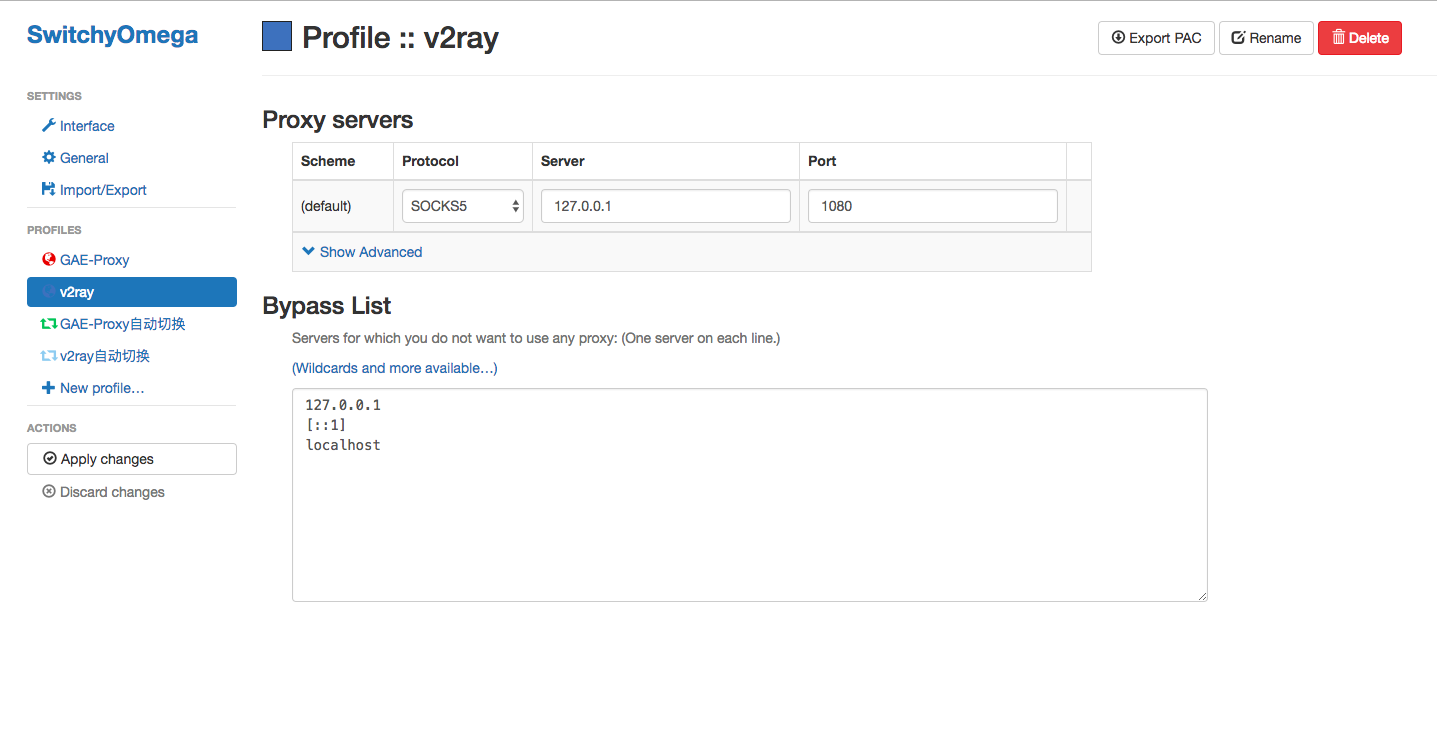 SwitchyOmega
SETTINGS
Interface
General
Import/Export
PROFILES
GAE-Proxy
v2ray
GAE-Proxy自动切换
v2ray自动切换
New profile…
ACTIONS
Apply changes
Discard changes
Profile :: v2ray
Export PAC
Rename
Delete
Proxy servers
Scheme Protocol Server Port
(default) SOCKS5 127.0.0.1 1080
Show Advanced
Bypass List
Servers for which you do not want to use any proxy: (One server on each line.)
(Wildcards and more available…)
127.0.0.1
[::1]
localhost